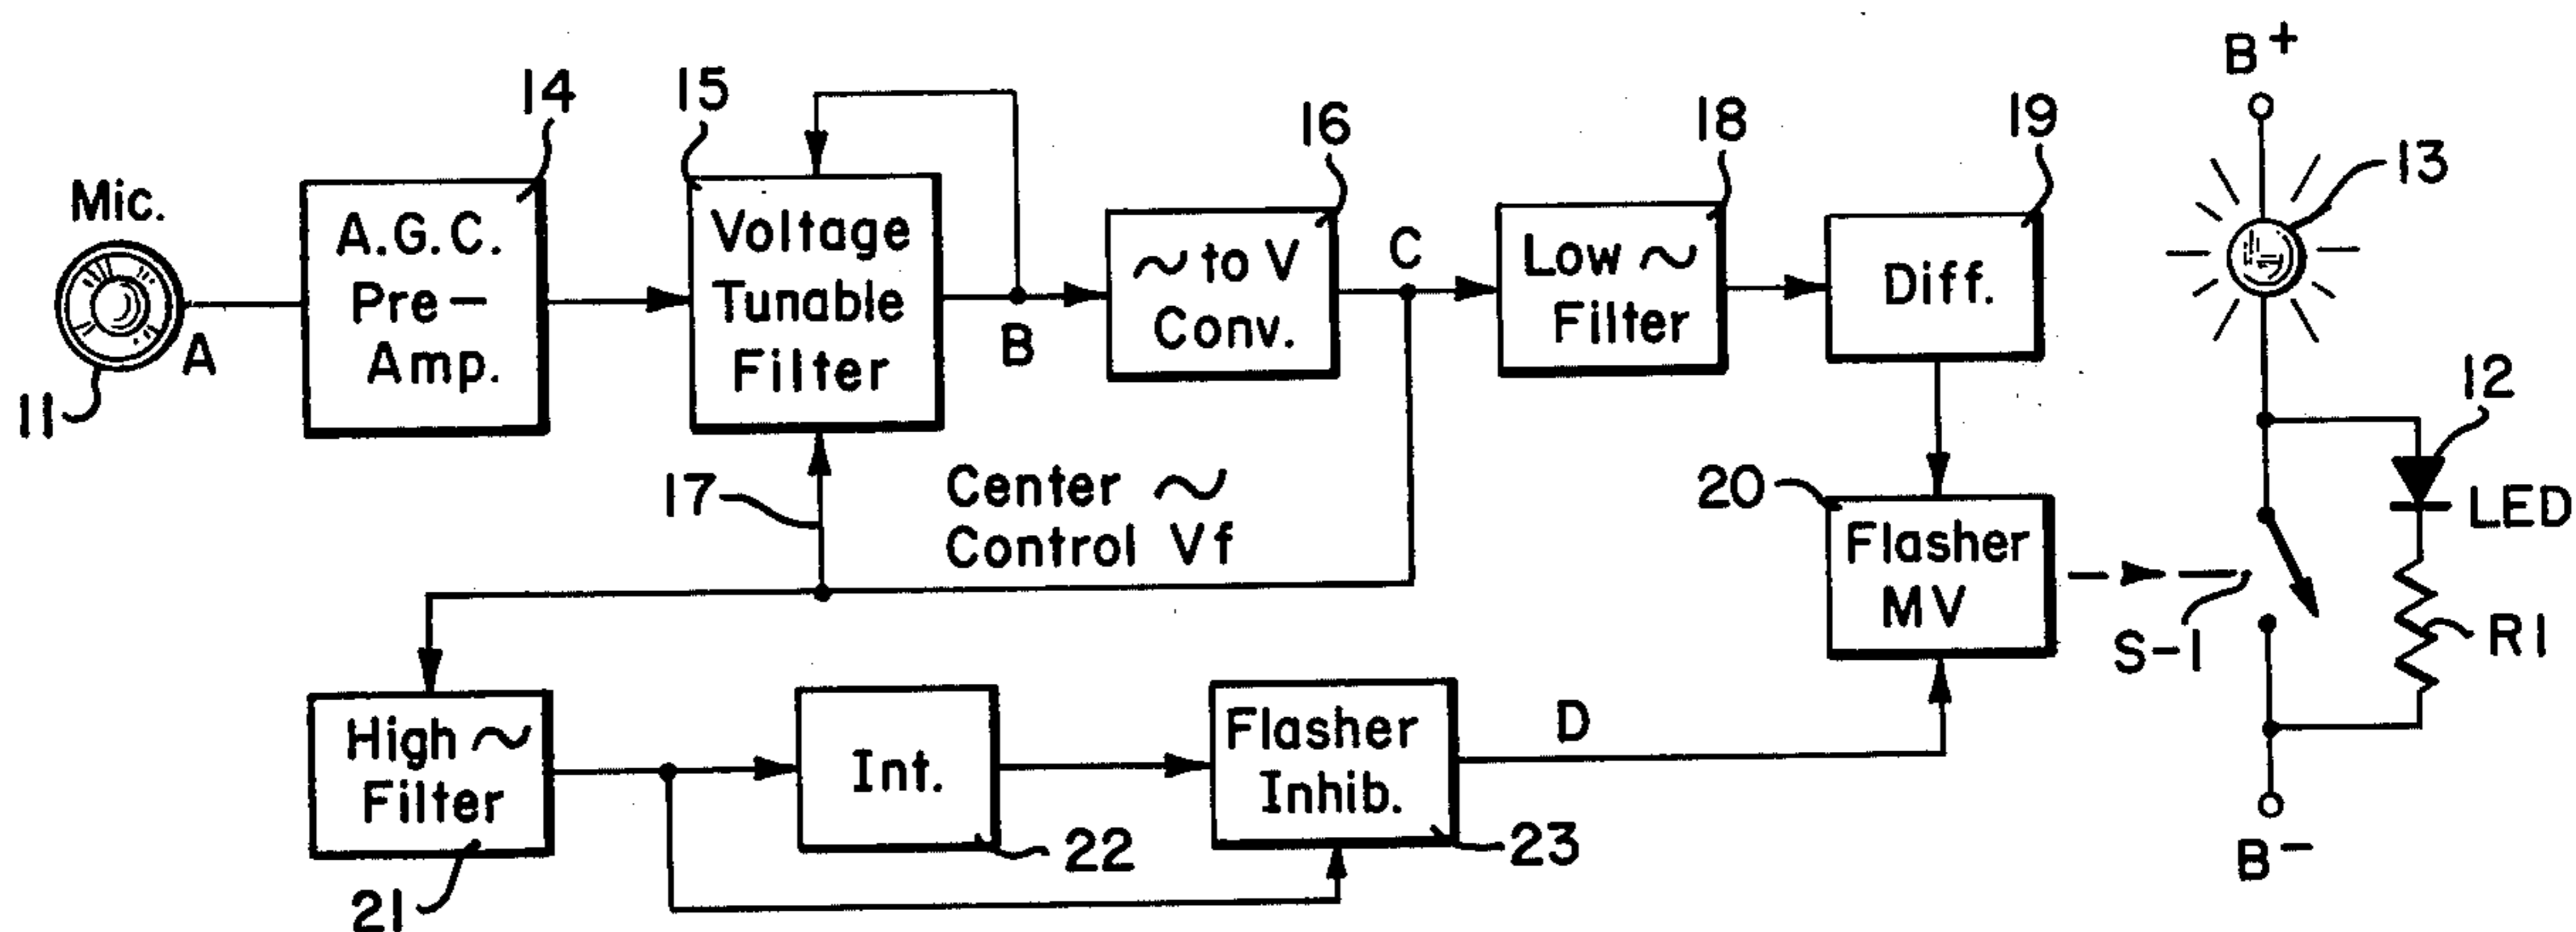 Mic.
A
11
14
A.G.C.
Pre-
Amp.
15
Voltage
Tunable
Filter
B
16
~ to V
Conv.
C
18
Low ~
Filter
19
Diff.
B+
13
12
LED
R1
S-1
B-
17
Center ~
Control Vf
20
Flasher
MV
High ~
Filter
21
Int.
22
Flasher
Inhib.
23
D